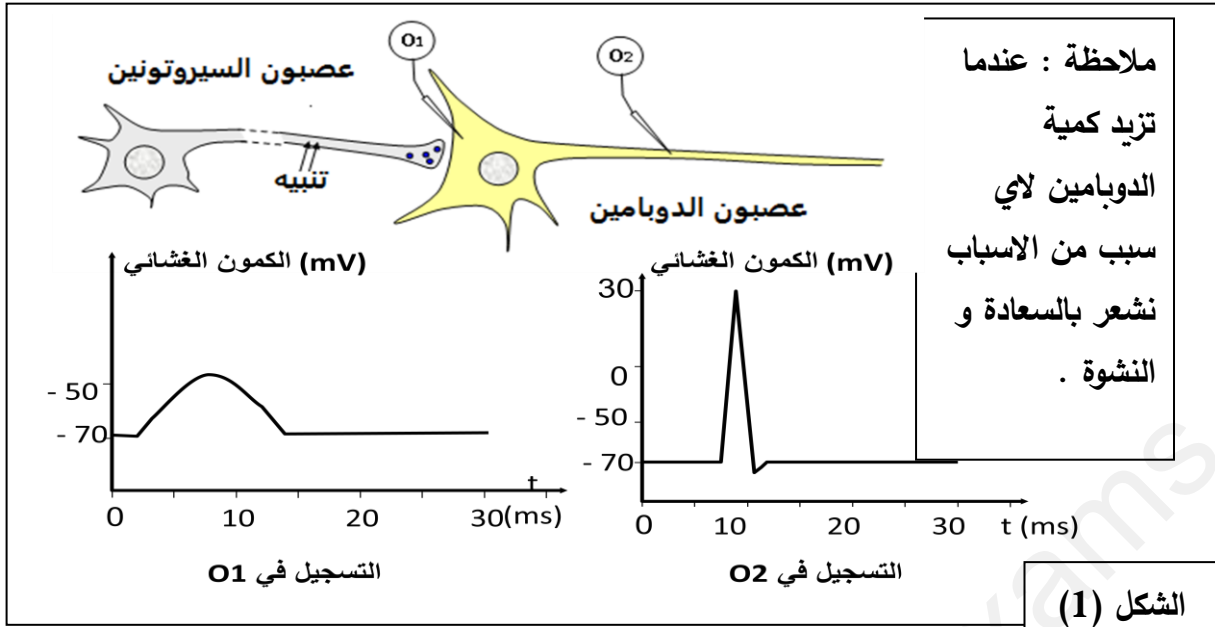 ملاحظة : عندما
تزيد كمية
الدوبامين لاي
سبب من الاسباب
نشعر بالسعادة و
النشوة .
عصبون السيروتونين
O1
O2
تنبيه
عصبون الدوبامين
الكمون الغشائي (mV)
- 50
- 70
0
10
20
30(ms)
t
التسجيل في O1
الكمون الغشائي (mV)
30
0
- 50
- 70
0
10
20
30
t (ms)
التسجيل في O2
الشكل (1)